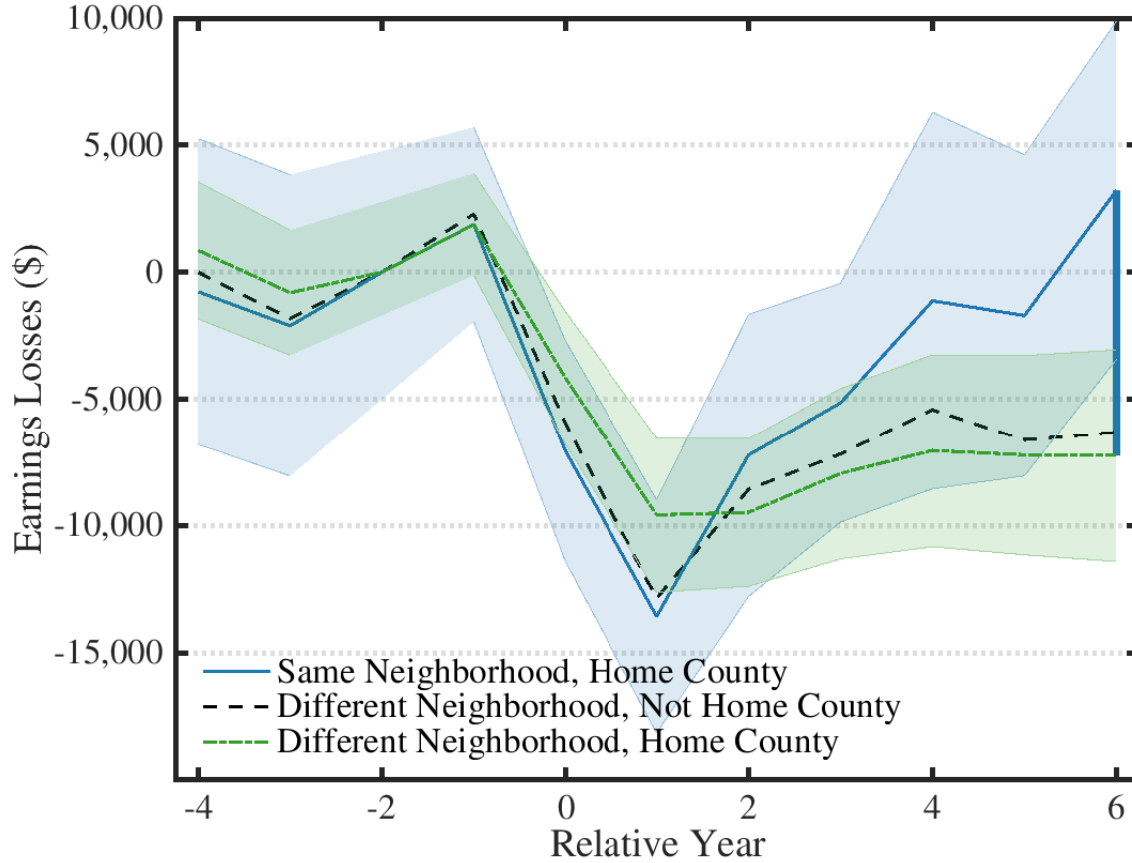 10,000
5,000
0
-5,000
-10,000
-15,000
Earnings Losses ($)
Same Neighborhood, Home County
Different Neighborhood, Not Home County
Different Neighborhood, Home County
-4 -2 0 2 4 6
Relative Year